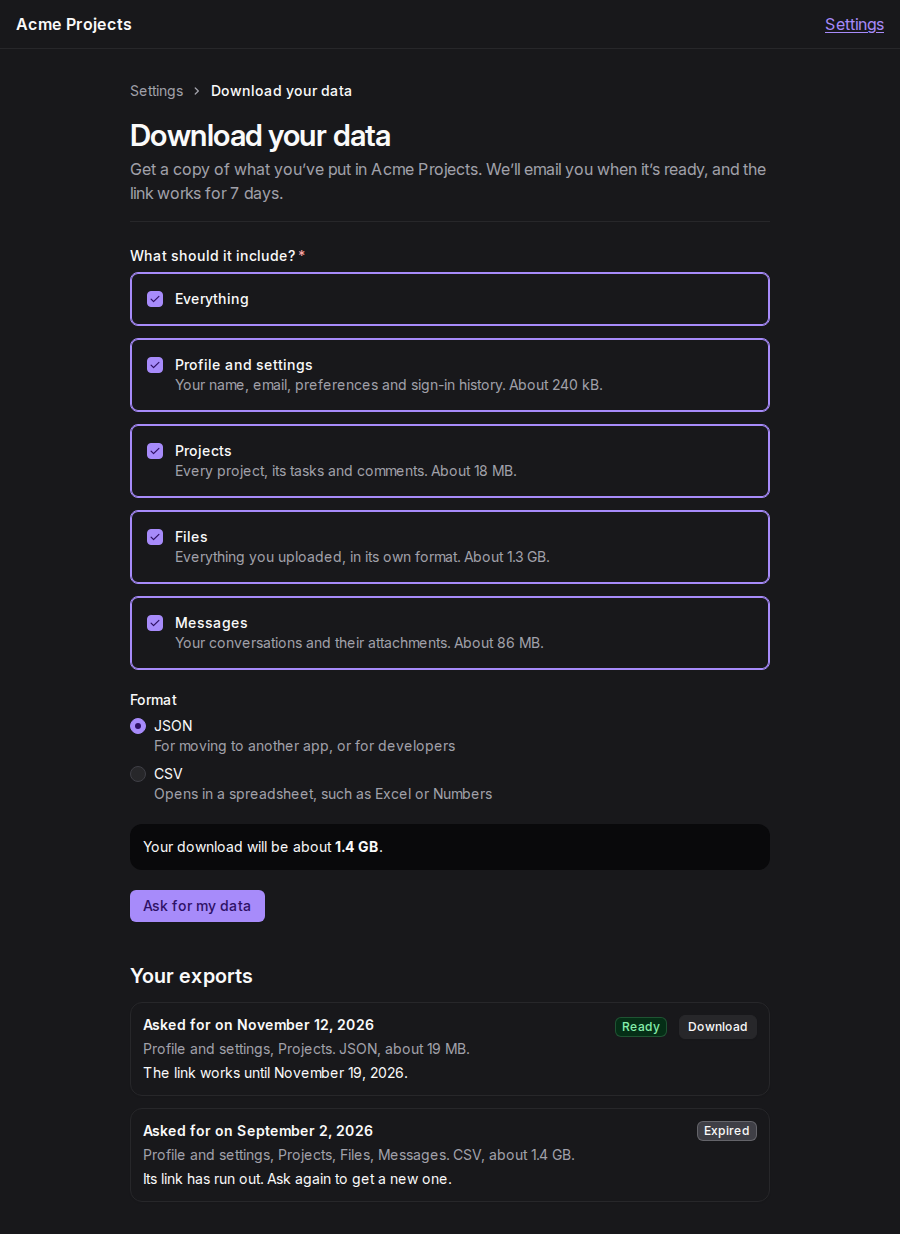 Acme Projects
Settings
Settings
Download your data
Download your data
Get a copy of what you’ve put in Acme Projects. We’ll email you when it’s ready, and the
link works for 7 days.
What should it include? *
Everything
Profile and settings
Your name, email, preferences and sign-in history. About 240 kB.
Projects
Every project, its tasks and comments. About 18 MB.
Files
Everything you uploaded, in its own format. About 1.3 GB.
Messages
Your conversations and their attachments. About 86 MB.
Format
JSON
For moving to another app, or for developers
CSV
Opens in a spreadsheet, such as Excel or Numbers
Your download will be about 1.4 GB.
Ask for my data
Your exports
Asked for on November 12, 2026
Ready
Download
Profile and settings, Projects. JSON, about 19 MB.
The link works until November 19, 2026.
Asked for on September 2, 2026
Expired
Profile and settings, Projects, Files, Messages. CSV, about 1.4 GB.
Its link has run out. Ask again to get a new one.